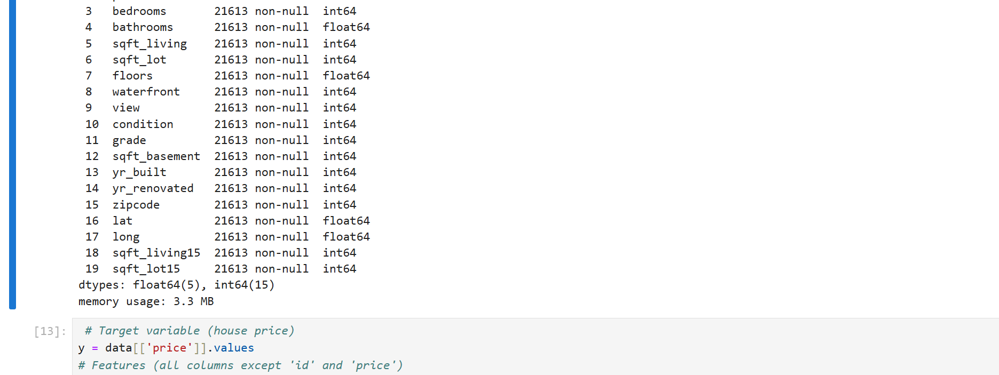 3 bedrooms 21613 non-null int64
4 bathrooms 21613 non-null float64
5 sqft_living 21613 non-null int64
6 sqft_lot 21613 non-null int64
7 floors 21613 non-null float64
8 waterfront 21613 non-null int64
9 view 21613 non-null int64
10 condition 21613 non-null int64
11 grade 21613 non-null int64
12 sqft_basement 21613 non-null int64
13 yr_built 21613 non-null int64
14 yr_renovated 21613 non-null int64
15 zipcode 21613 non-null int64
16 lat 21613 non-null float64
17 long 21613 non-null float64
18 sqft_living15 21613 non-null int64
19 sqft_lot15 21613 non-null int64
dtypes: float64(5), int64(15)
memory usage: 3.3 MB
[13]: # Target variable (house price)
y = data[['price']].values
# Features (all columns except 'id' and 'price')